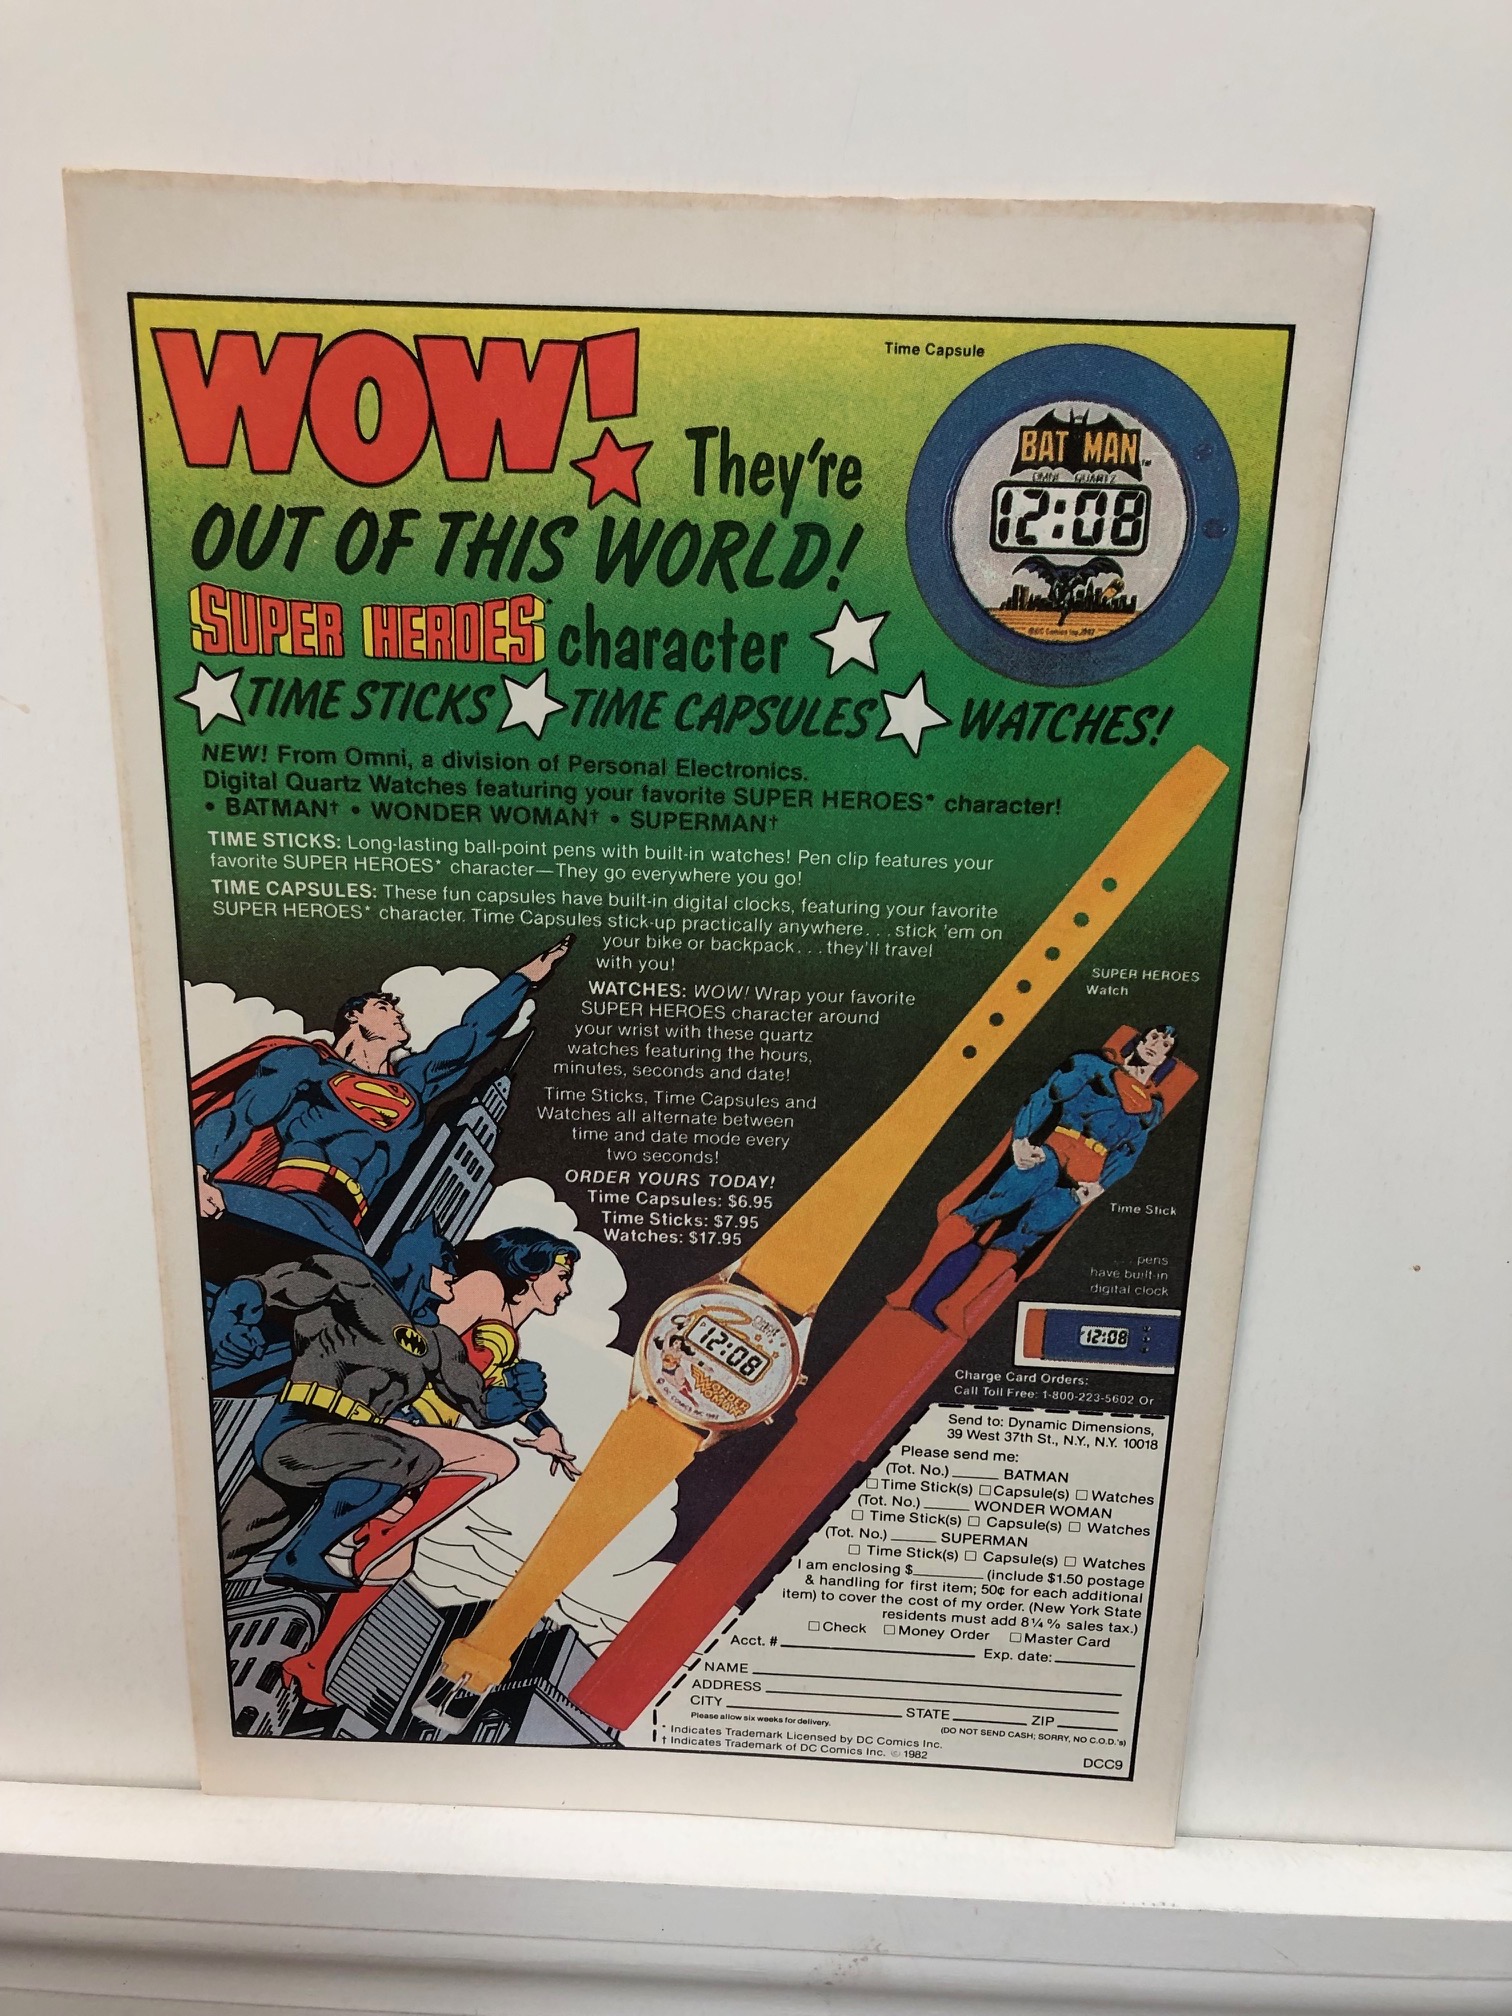 WOW!
Time Capsule
BATMAN
OMNI QUARTZ
12:08
©DC Comics Inc. 1982
They're
OUT OF THIS WORLD!
SUPER HEROES* character
TIME STICKS TIME CAPSULES WATCHES!
NEW! From Omni, a division of Personal Electronics.
Digital Quartz Watches featuring your favorite SUPER HEROES* character!
• BATMAN† • WONDER WOMAN† • SUPERMAN†
TIME STICKS: Long-lasting ball-point pens with built-in watches! Pen clip features your
favorite SUPER HEROES* character—They go everywhere you go!
TIME CAPSULES: These fun capsules have built-in digital clocks, featuring your favorite
SUPER HEROES* character. Time Capsules stick-up practically anywhere. . .stick 'em on
your bike or backpack. . .they'll travel
with you!
WATCHES: WOW! Wrap your favorite
SUPER HEROES character around
your wrist with these quartz
watches featuring the hours,
minutes, seconds and date!
Time Sticks, Time Capsules and
Watches all alternate between
time and date mode every
two seconds!
ORDER YOURS TODAY!
Time Capsules: $6.95
Time Sticks: $7.95
Watches: $17.95
SUPER HEROES
Watch
Time Stick
. . . pens
have built-in
digital clock
12:08
12:08
WONDER
WOMAN
Charge Card Orders:
Call Toll Free: 1-800-223-5602 Or
Send to: Dynamic Dimensions,
39 West 37th St., N.Y., N.Y. 10018
Please send me:
(Tot. No.) ______ BATMAN
☐ Time Stick(s) ☐ Capsule(s) ☐ Watches
(Tot. No.) ______ WONDER WOMAN
☐ Time Stick(s) ☐ Capsule(s) ☐ Watches
(Tot. No.) ______ SUPERMAN
☐ Time Stick(s) ☐ Capsule(s) ☐ Watches
I am enclosing $________ (include $1.50 postage
& handling for first item; 50¢ for each additional
item) to cover the cost of my order. (New York State
residents must add 8¼% sales tax.)
☐ Check ☐ Money Order ☐ Master Card
Acct. # ______ Exp. date: ______
NAME ______
ADDRESS ______
CITY ______ STATE ______ ZIP ______
Please allow six weeks for delivery. (DO NOT SEND CASH; SORRY, NO C.O.D.'s)
* Indicates Trademark Licensed by DC Comics Inc.
† Indicates Trademark of DC Comics Inc. © 1982
DCC9